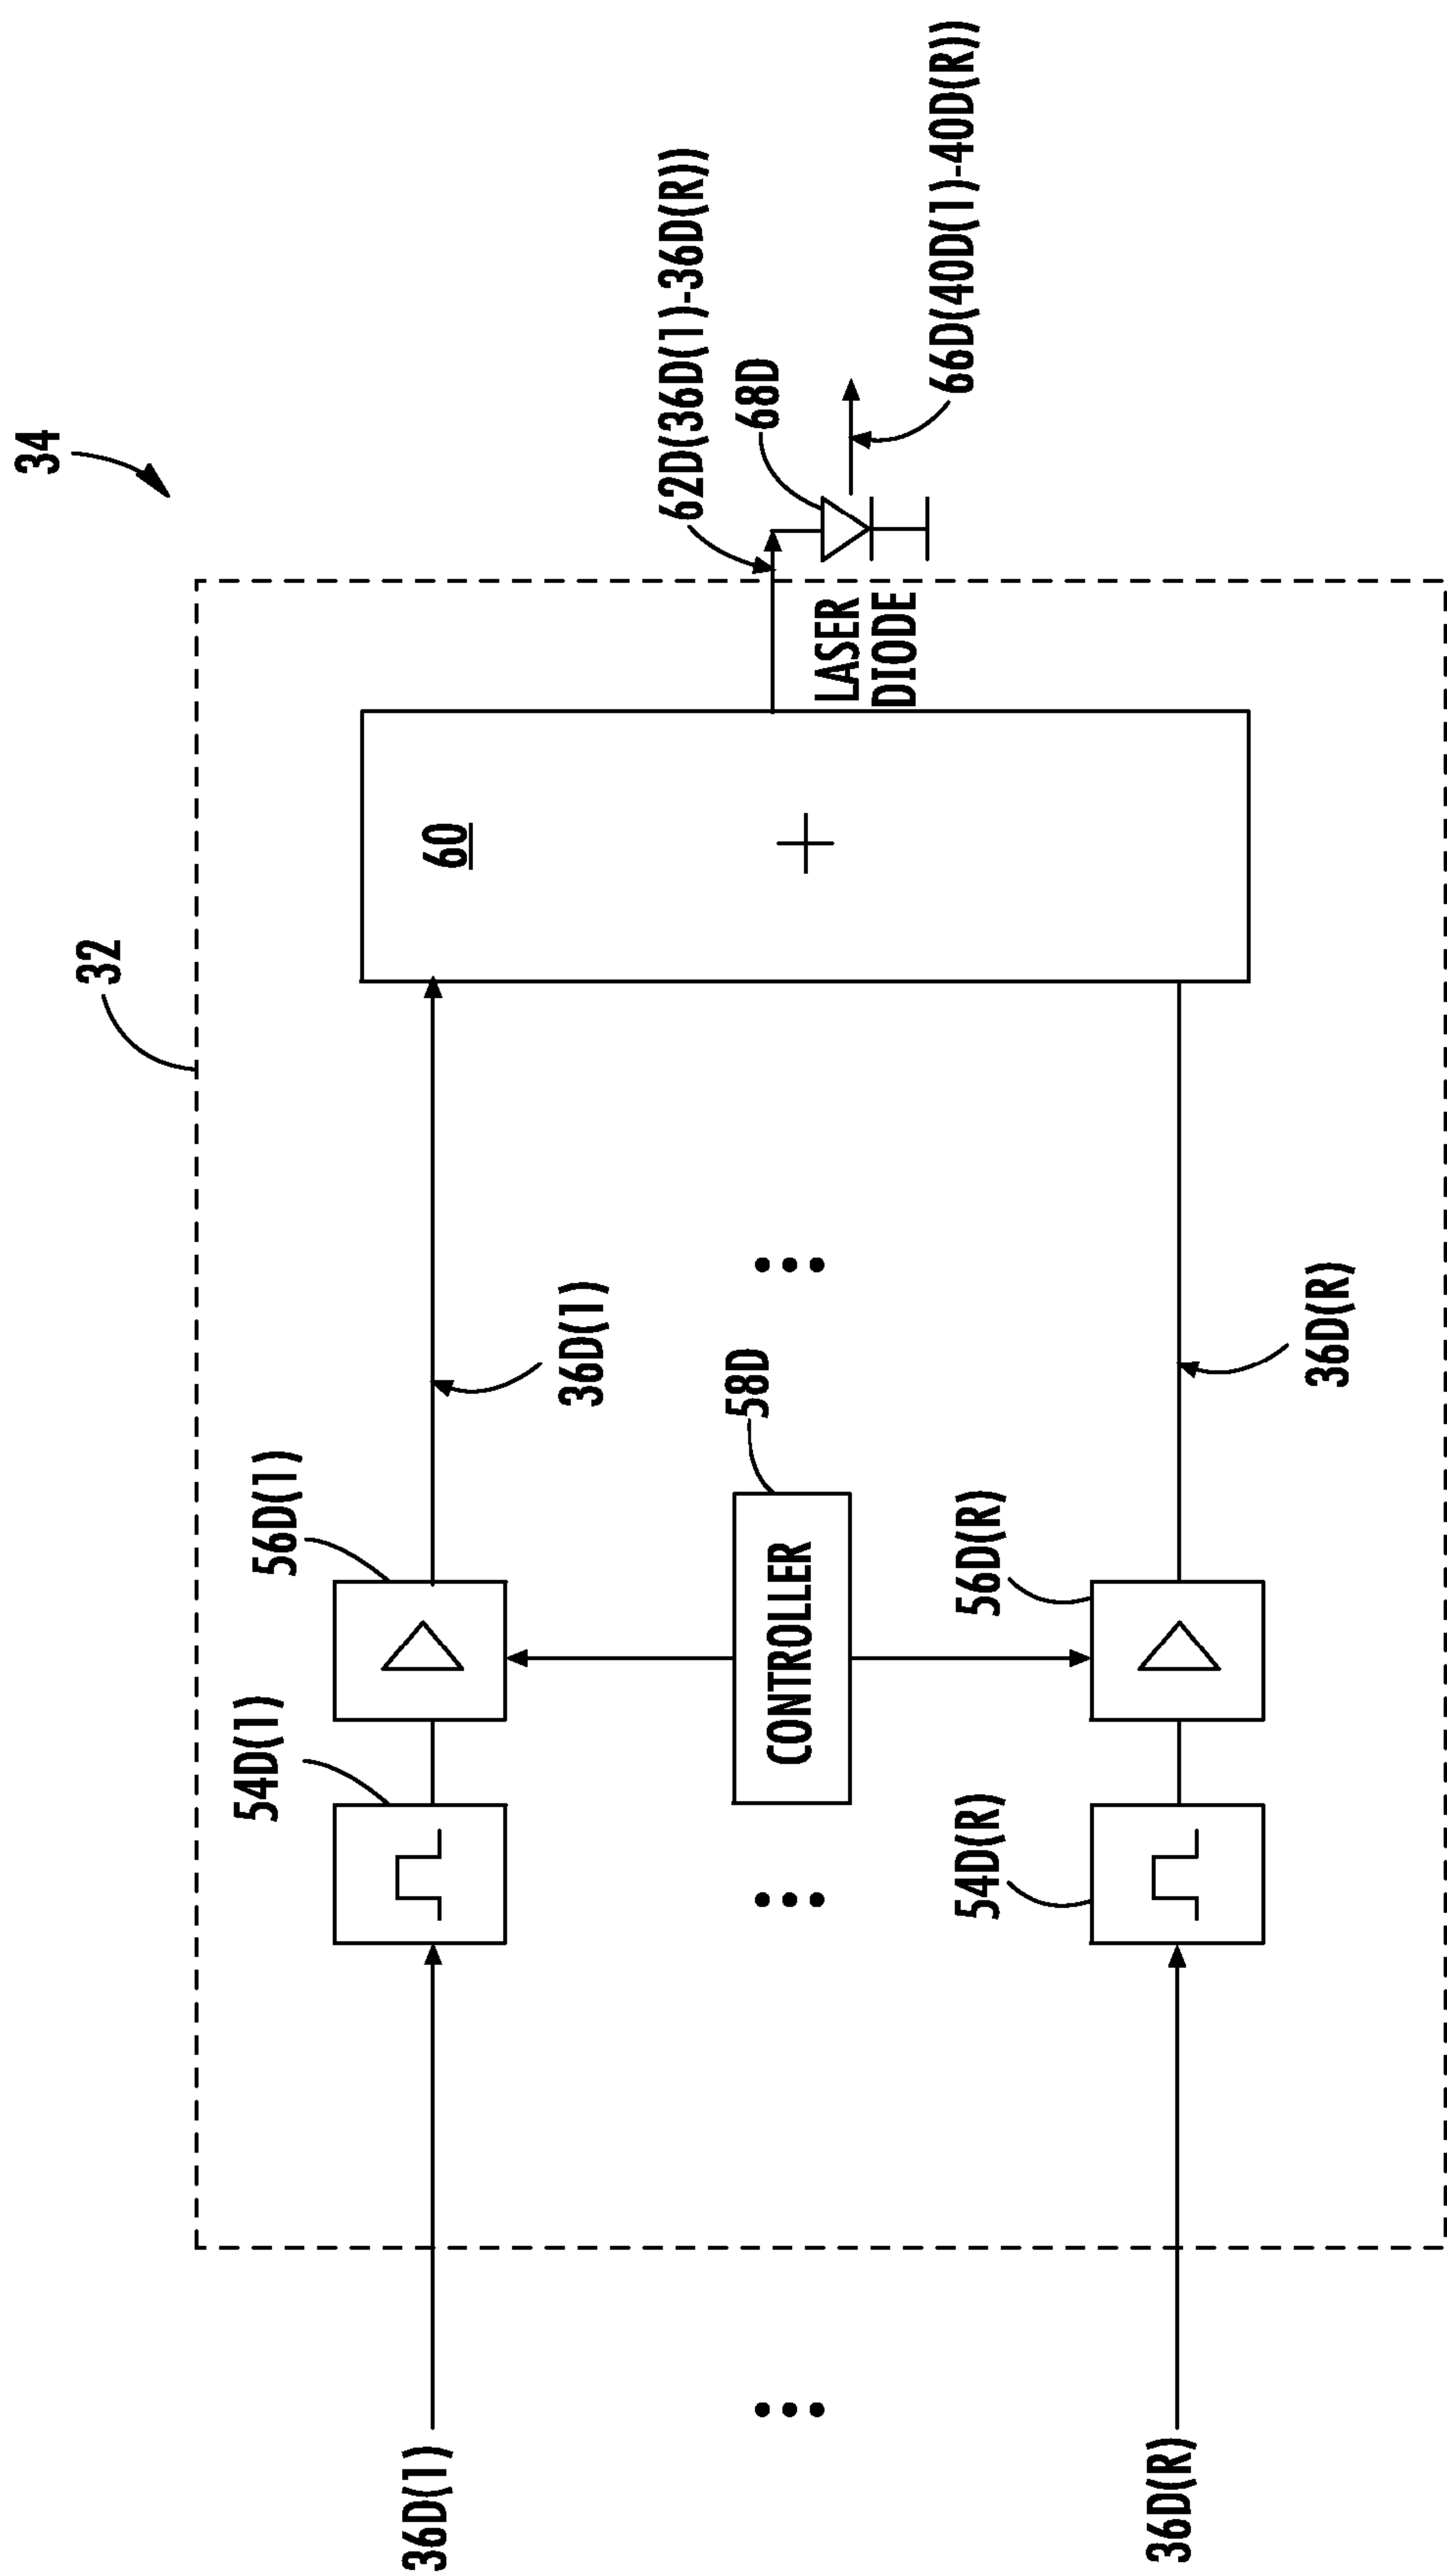 34
32
62D(36D(1)-36D(R))
68D
66D(40D(1)-40D(R))
54D(1)
56D(1)
60
36D(1)
36D(1)
58D
CONTROLLER
LASER
DIODE
54D(R)
56D(R)
36D(R)
36D(R)